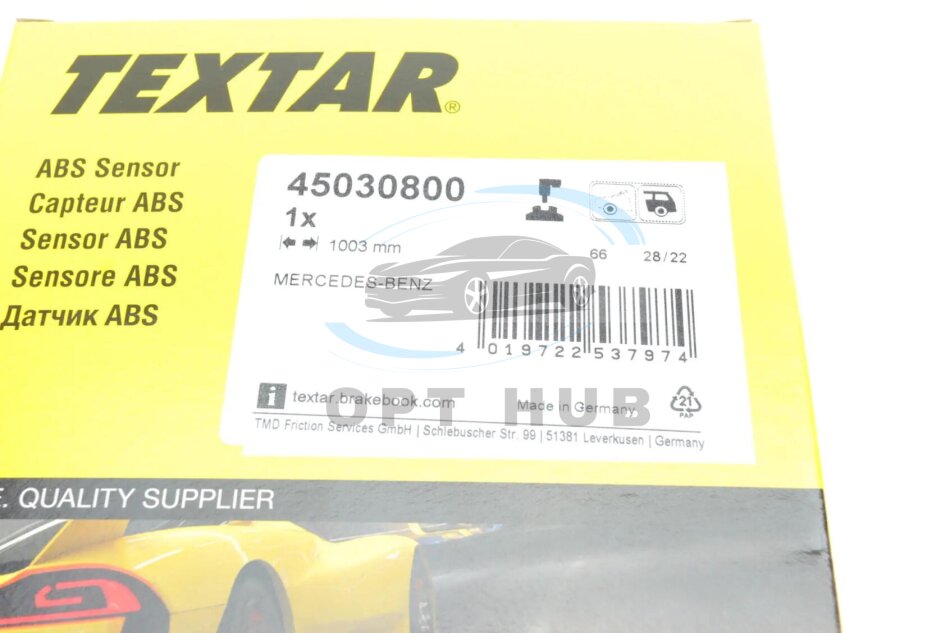 TEXTAR®
ABS Sensor
Capteur ABS
Sensor ABS
Sensore ABS
Датчик ABS
45030800
1x
1003 mm
MERCEDES-BENZ
66
28/22
4 019722 537974
i textar.brakebook.com
Made in Germany
21
PAP
TMD Friction Services GmbH | Schlebuscher Str. 99 | 51381 Leverkusen | Germany
OPT HUB
E. QUALITY SUPPLIER